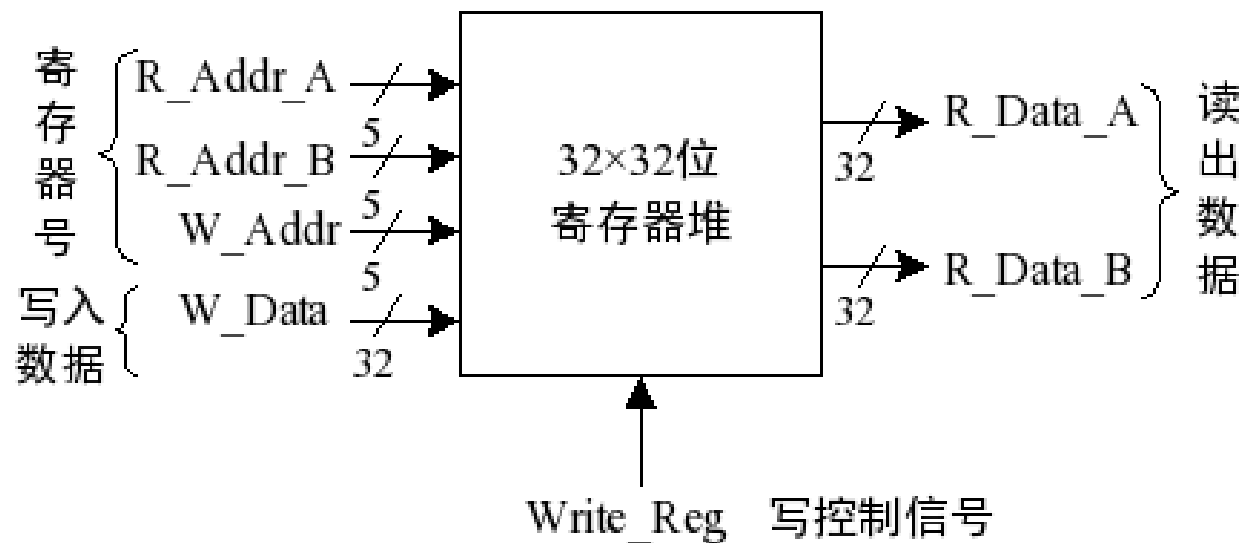 寄存器号
R_Addr_A
5
R_Addr_B
5
W_Addr
5
写入数据
W_Data
32
32×32位
寄存器堆
32
R_Data_A
32
R_Data_B
读出数据
Write_Reg 写控制信号